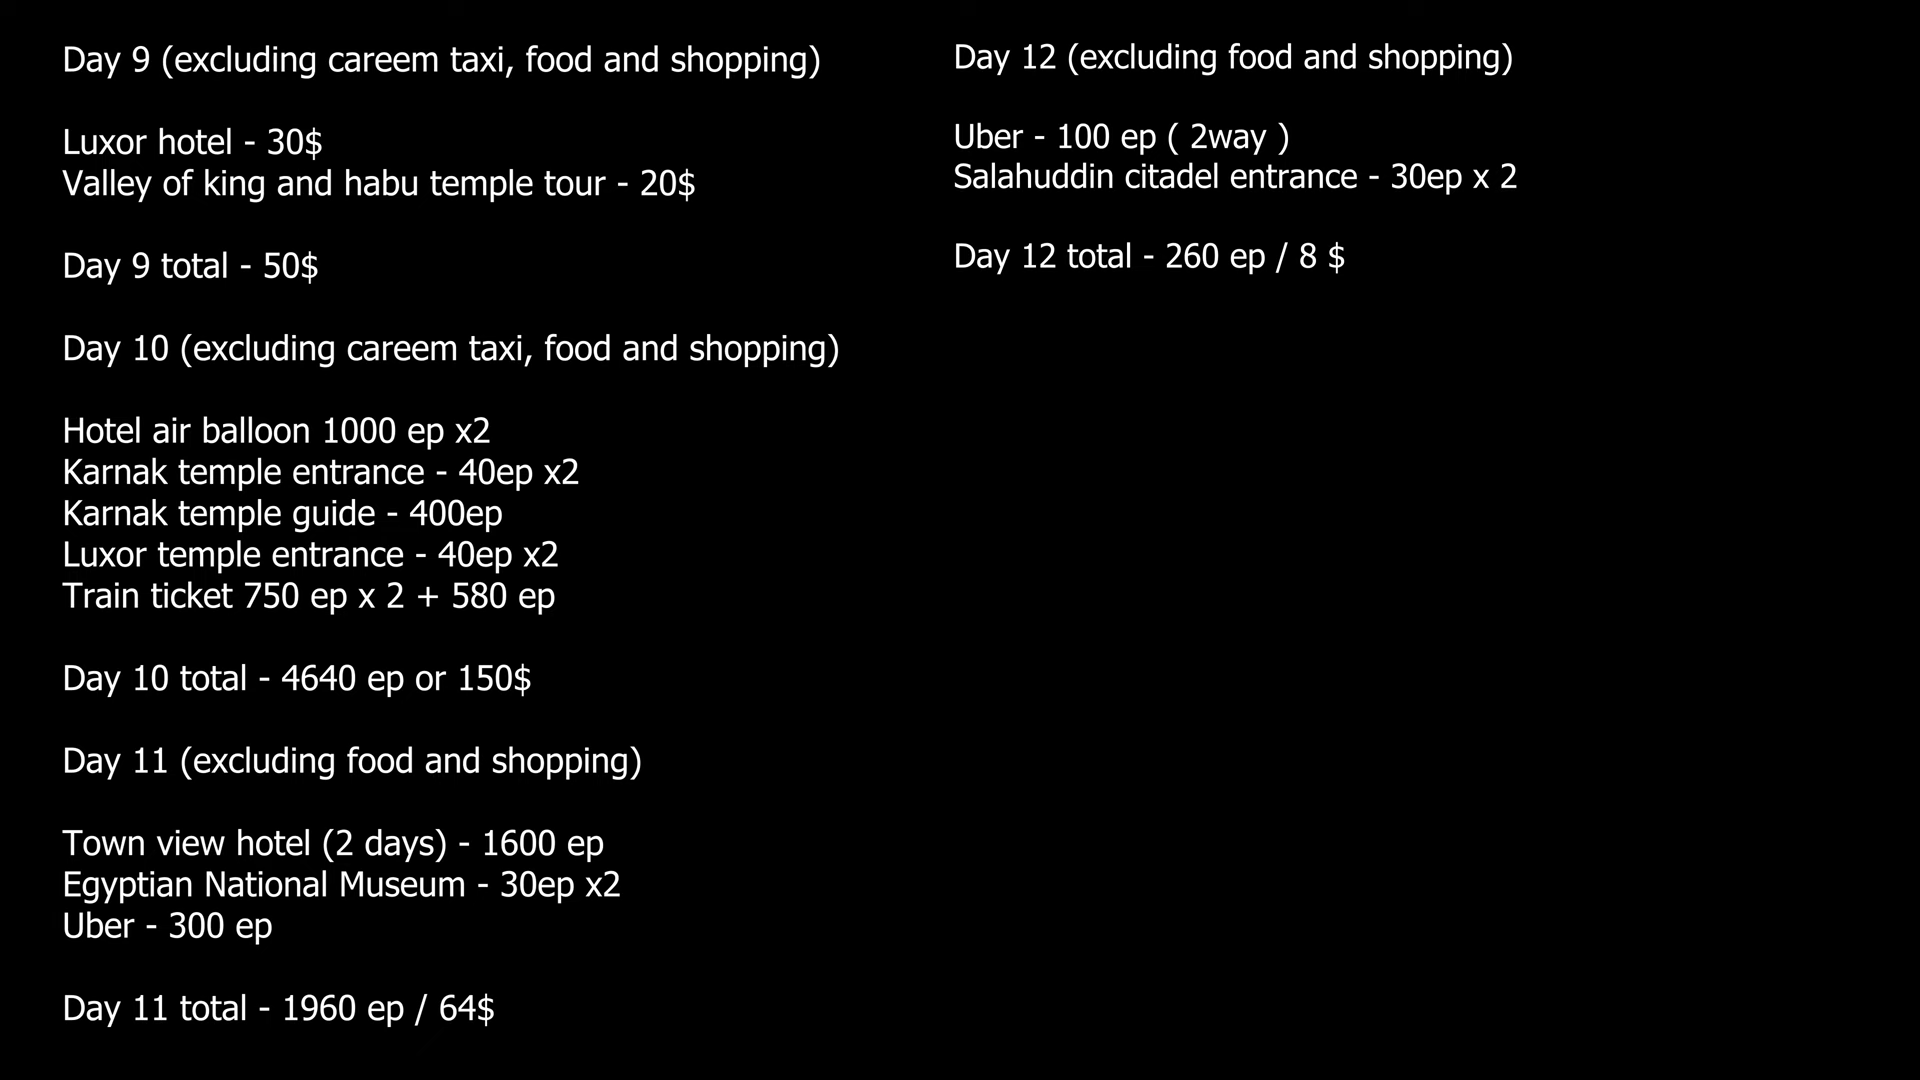 Day 9 (excluding careem taxi, food and shopping)
Luxor hotel - 30$
Valley of king and habu temple tour - 20$
Day 9 total - 50$
Day 10 (excluding careem taxi, food and shopping)
Hotel air balloon 1000 ep x2
Karnak temple entrance - 40ep x2
Karnak temple guide - 400ep
Luxor temple entrance - 40ep x2
Train ticket 750 ep x 2 + 580 ep
Day 10 total - 4640 ep or 150$
Day 11 (excluding food and shopping)
Town view hotel (2 days) - 1600 ep
Egyptian National Museum - 30ep x2
Uber - 300 ep
Day 11 total - 1960 ep / 64$
Day 12 (excluding food and shopping)
Uber - 100 ep ( 2way )
Salahuddin citadel entrance - 30ep x 2
Day 12 total - 260 ep / 8 $